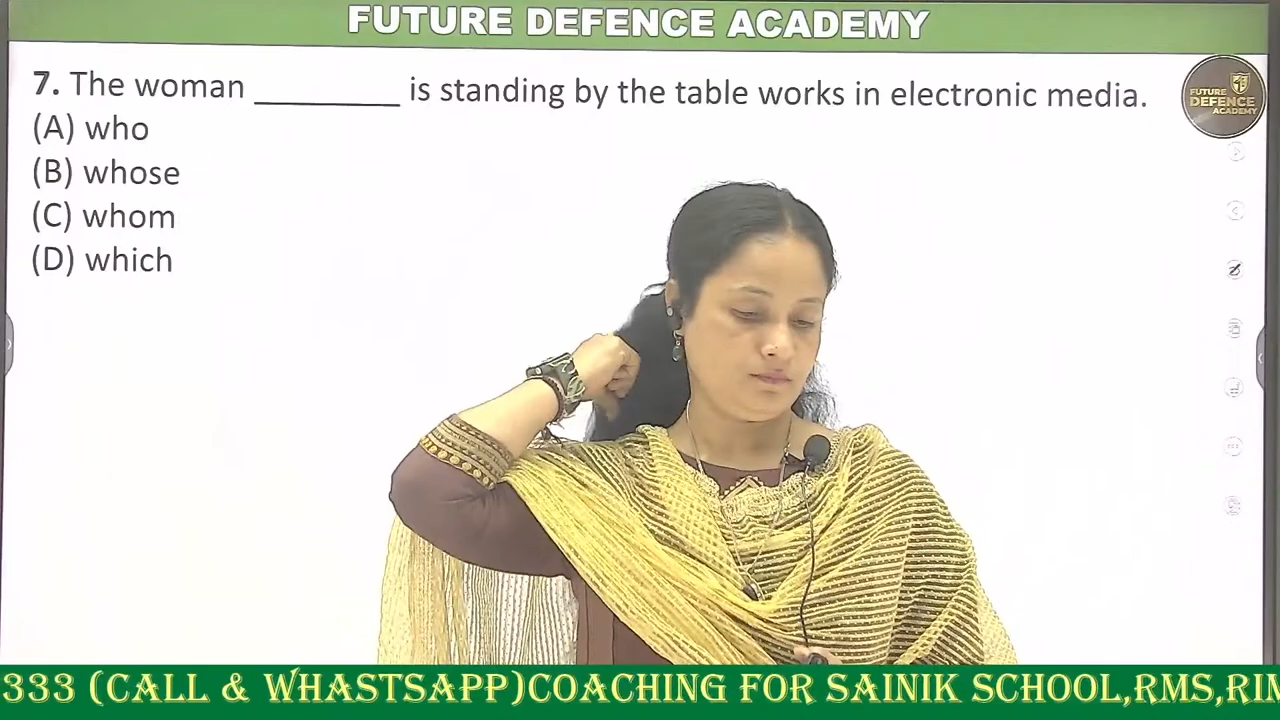 FUTURE DEFENCE ACADEMY
7. The woman ________ is standing by the table works in electronic media.
(A) who
(B) whose
(C) whom
(D) which
FUTURE
DEFENCE
ACADEMY
333 (CALL & WHASTSAPP)COACHING FOR SAINIK SCHOOL,RMS,RIM